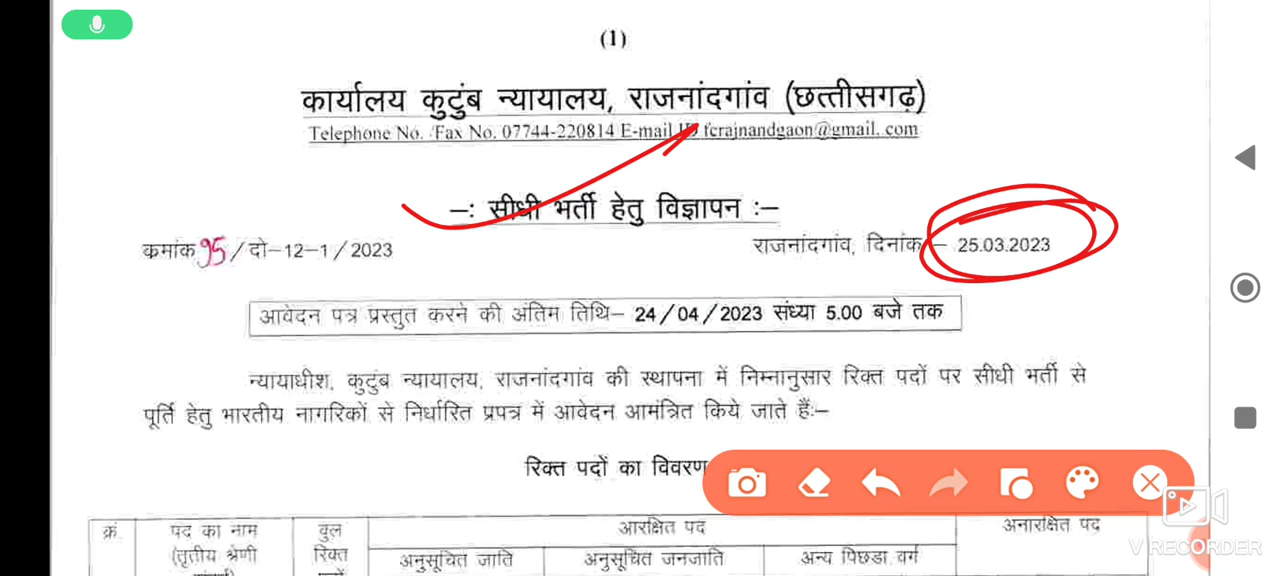 (1)
कार्यालय कुटुंब न्यायालय, राजनांदगांव (छत्तीसगढ़)
Telephone No. /Fax No. 07744-220814 E-mail ID fcrajnandgaon@gmail. com
–: सीधी भर्ती हेतु विज्ञापन :–
कमांक 95/दो–12–1/2023 राजनांदगांव, दिनांक – 25.03.2023
आवेदन पत्र प्रस्तुत करने की अंतिम तिथि– 24/04/2023 संध्या 5.00 बजे तक
न्यायाधीश, कुटुंब न्यायालय, राजनांदगांव की स्थापना में निम्नानुसार रिक्त पदों पर सीधी भर्ती से
पूर्ति हेतु भारतीय नागरिकों से निर्धारित प्रपत्र में आवेदन आमंत्रित किये जाते हैं:–
रिक्त पदों का विवरण
क्रं. पद का नाम कुल आरक्षित पद अनारक्षित पद
(तृतीय श्रेणी रिक्त अनुसूचित जाति अनुसूचित जनजाति अन्य पिछडा वर्ग
V RECORDER